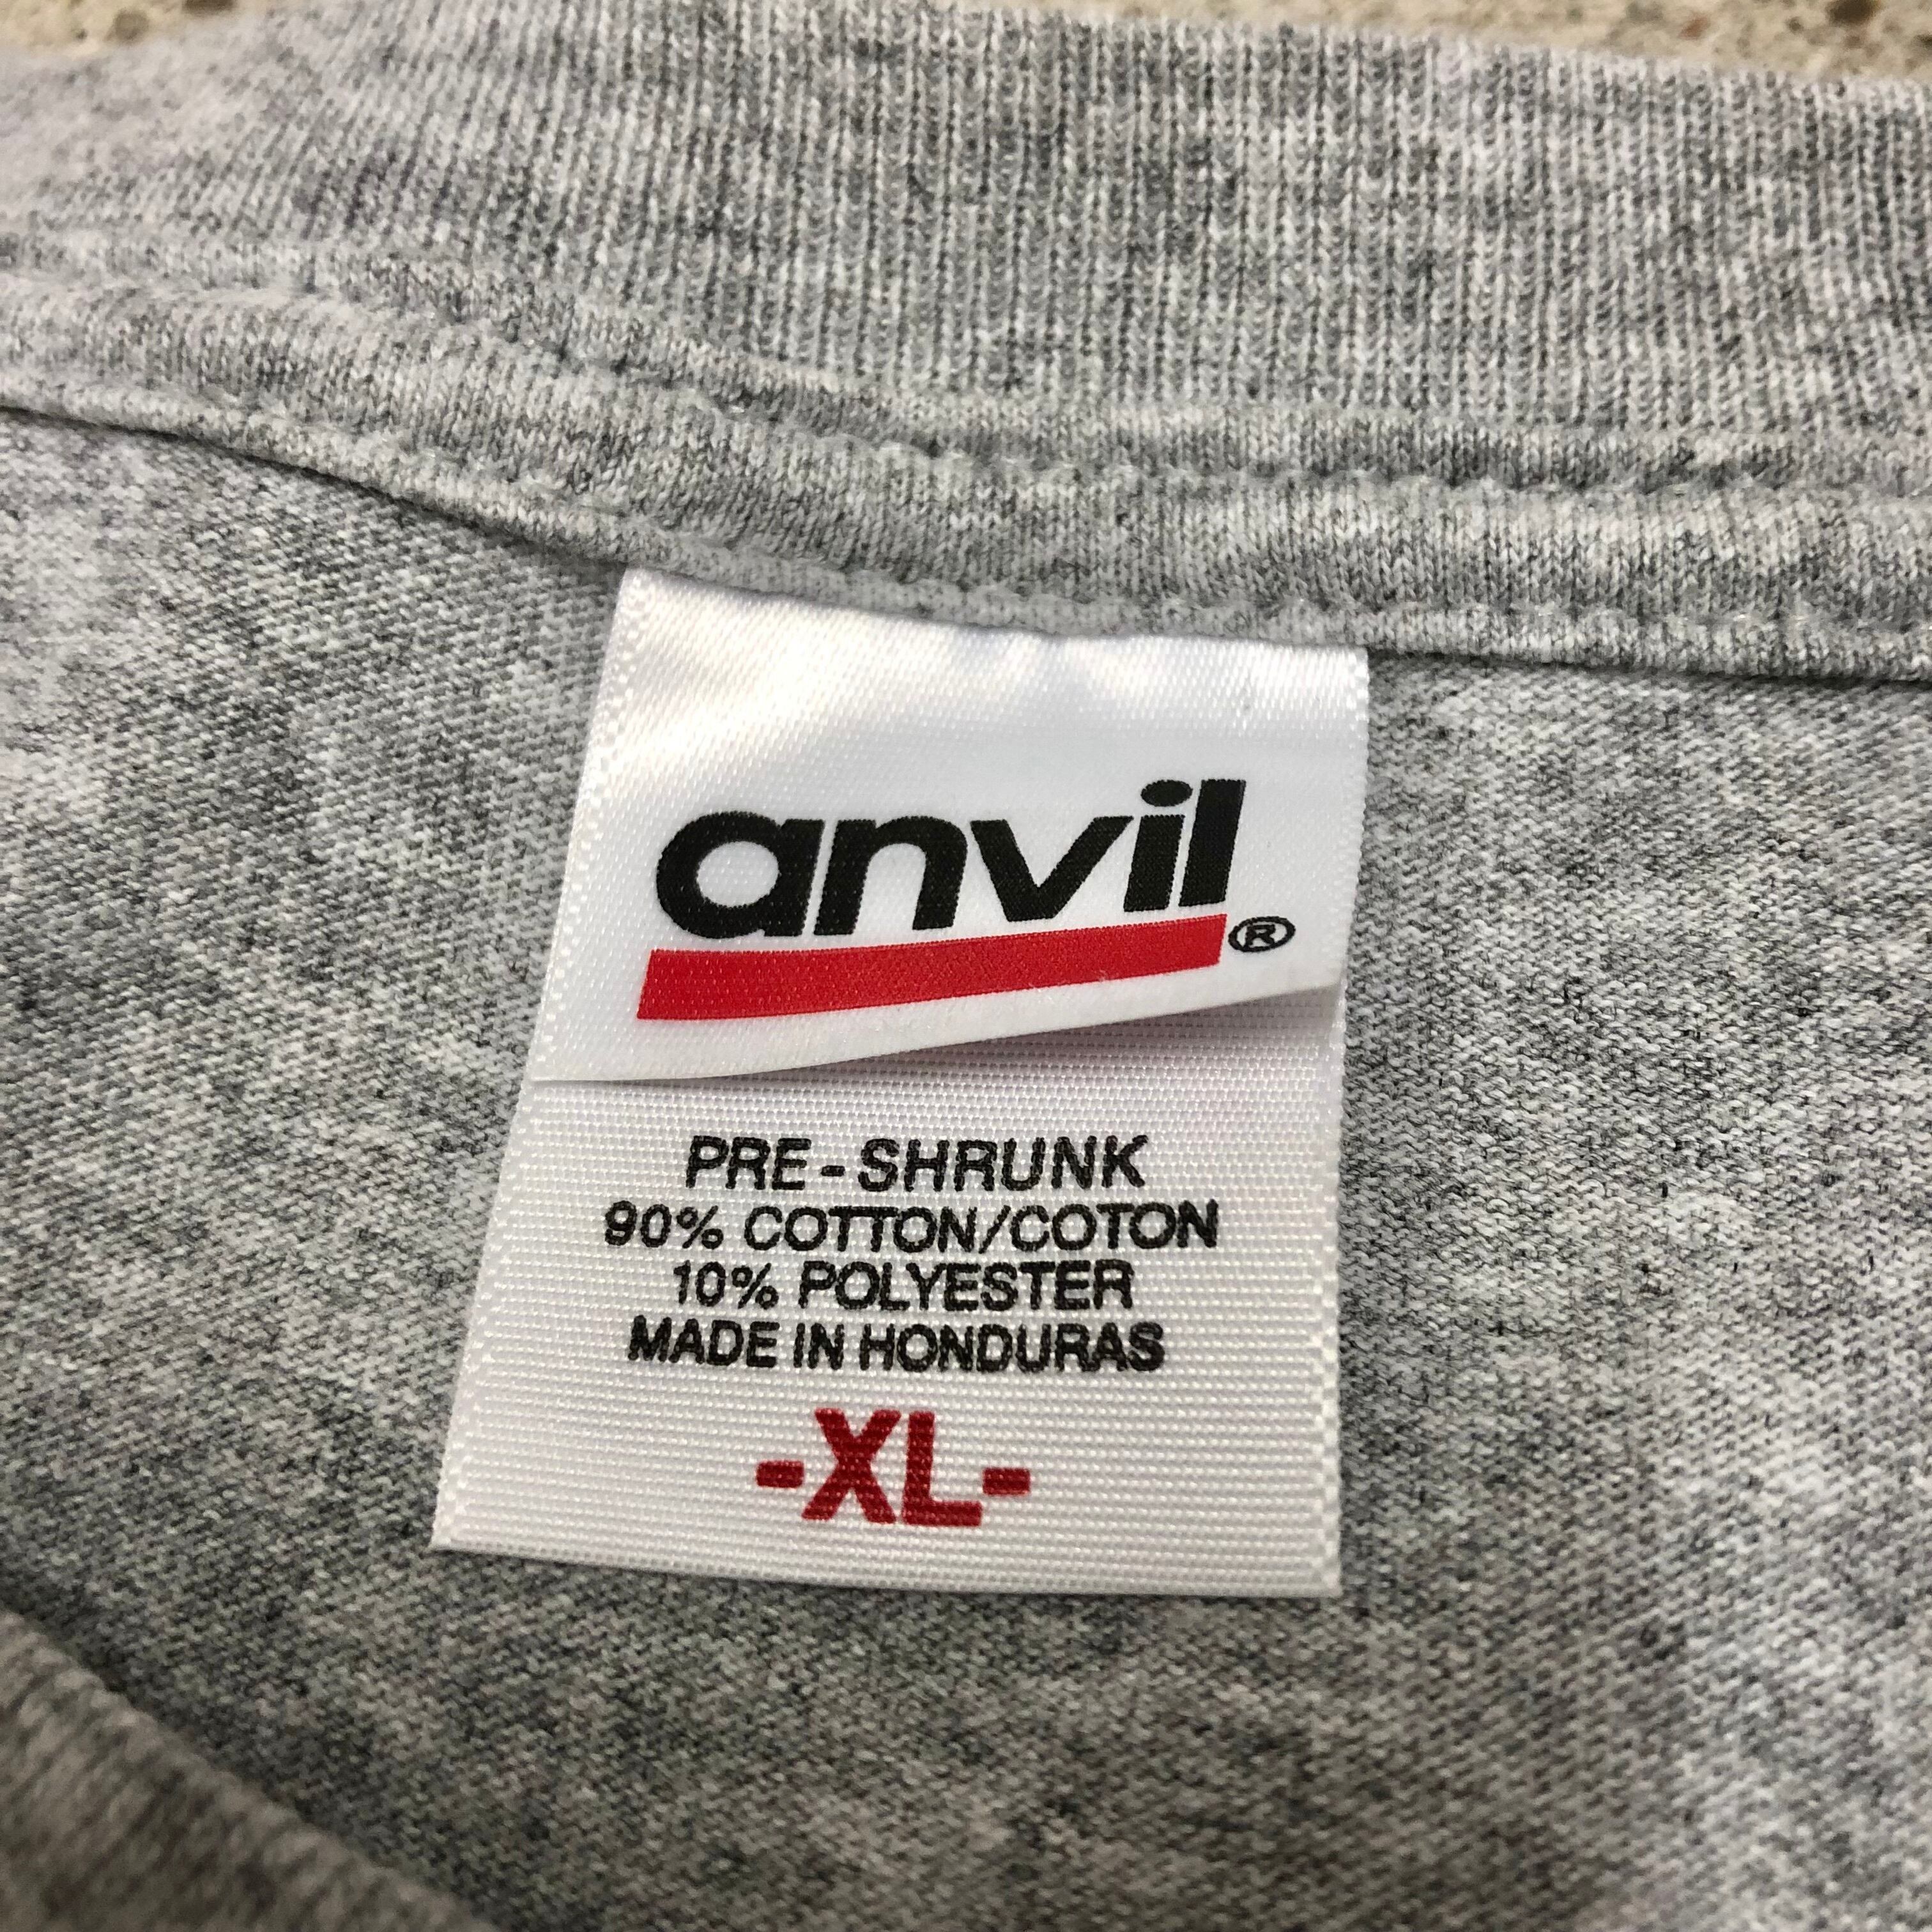 anvil®
PRE-SHRUNK
90% COTTON/COTON
10% POLYESTER
MADE IN HONDURAS
-XL-